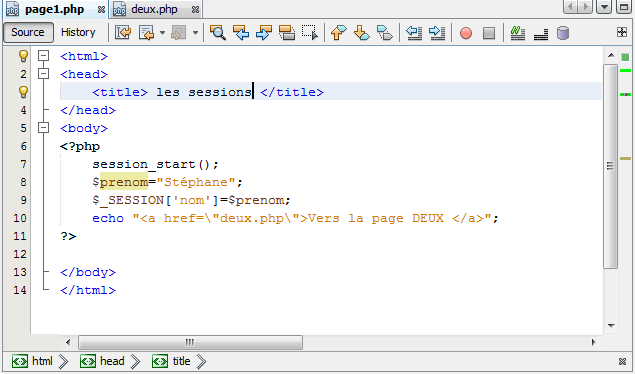 page1.php deux.php
Source History
<html>
2 <head>
<title> les sessions </title>
4 </head>
5 <body>
6 <?php
7 session_start();
8 $prenom="Stéphane";
9 $_SESSION['nom']=$prenom;
10 echo "<a href=\"deux.php\">Vers la page DEUX </a>";
11 ?>
12
13 </body>
14 </html>
html head title